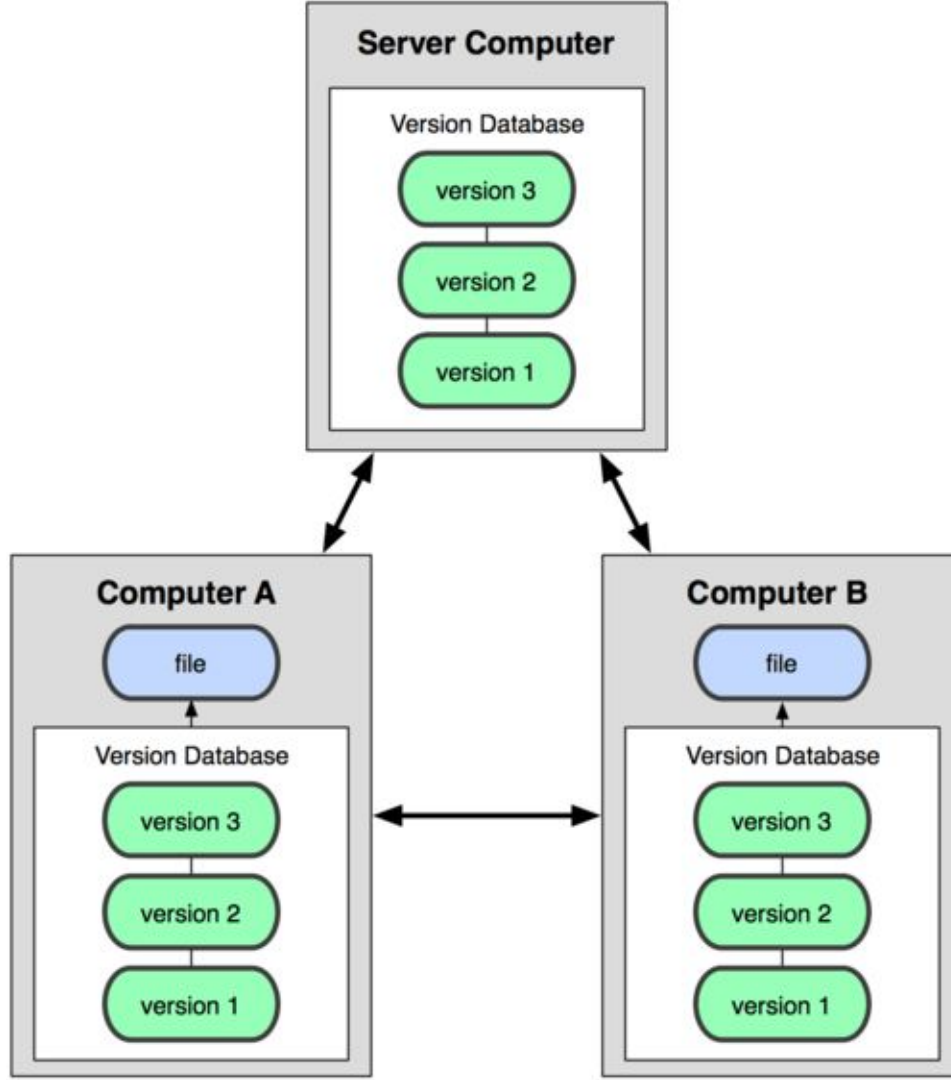 Server Computer
Version Database
version 3
version 2
version 1
Computer A
file
Version Database
version 3
version 2
version 1
Computer B
file
Version Database
version 3
version 2
version 1